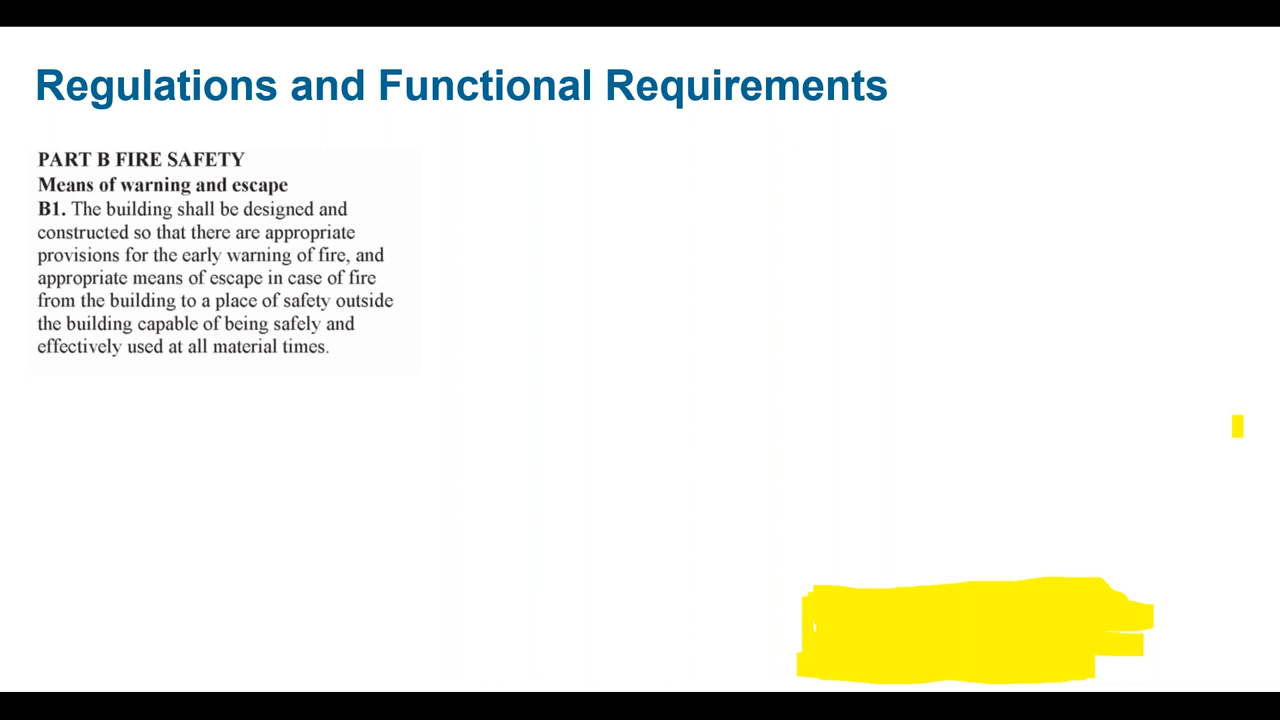 Regulations and Functional Requirements
PART B FIRE SAFETY
Means of warning and escape
B1. The building shall be designed and
constructed so that there are appropriate
provisions for the early warning of fire, and
appropriate means of escape in case of fire
from the building to a place of safety outside
the building capable of being safely and
effectively used at all material times.